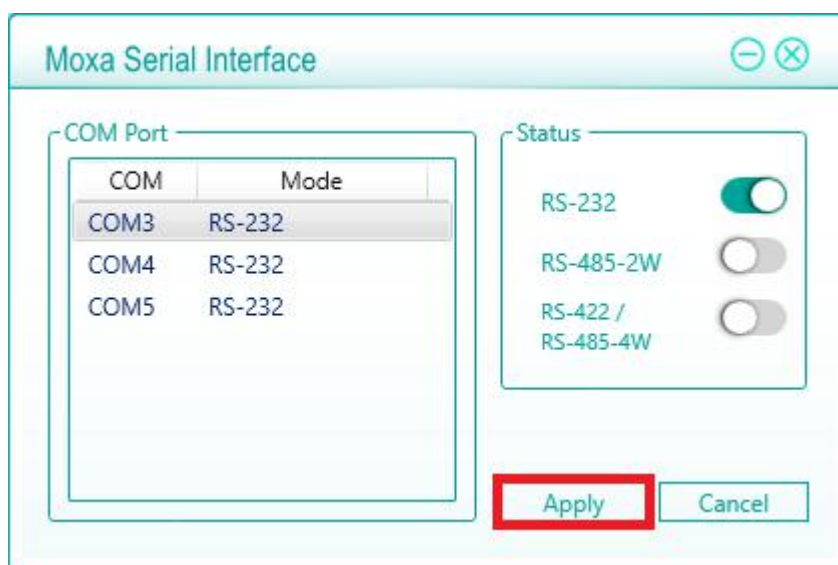 Moxa Serial Interface
COM Port
COM Mode
COM3 RS-232
COM4 RS-232
COM5 RS-232
Status
RS-232
RS-485-2W
RS-422 /
RS-485-4W
Apply Cancel